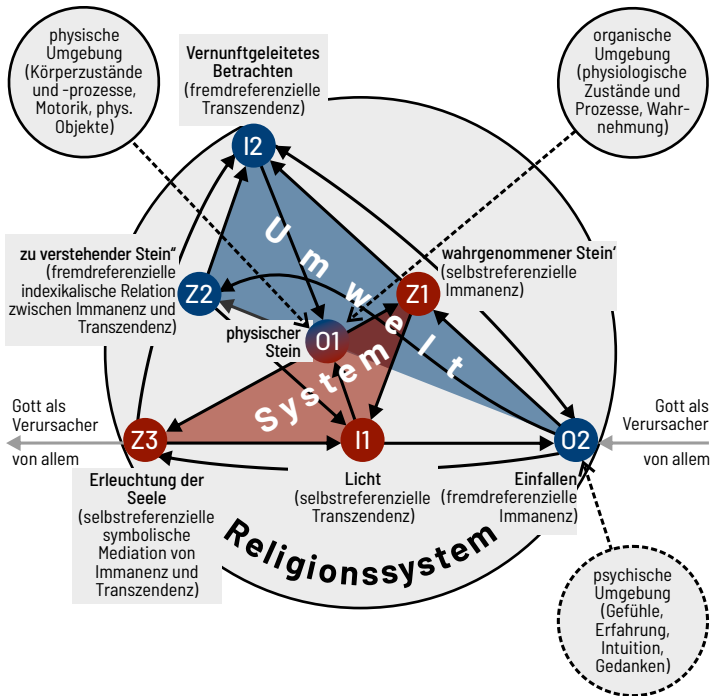 physische
Umgebung
(Körperzustände
und -prozesse,
Motorik, phys.
Objekte)
Vernunftgeleitetes
Betrachten
(fremdreferenzielle
Transzendenz)
organische
Umgebung
(physiologische
Zustände und
Prozesse, Wahr-
nehmung)
I2
Umwelt
zu verstehender Stein“
(fremdreferenzielle
indexikalische Relation
zwischen Immanenz und
Transzendenz)
Z2
wahrgenommener Stein‘
(selbstreferenzielle
Immanenz)
Z1
physischer
Stein
O1
System
Gott als
Verursacher
von allem
Z3
I1
O2
Gott als
Verursacher
von allem
Erleuchtung der
Seele
(selbstreferenzielle
symbolische
Mediation von
Immanenz und
Transzendenz)
Licht
(selbstreferenzielle
Transzendenz)
Einfallen
(fremdreferenzielle
Immanenz)
Religionssystem
psychische
Umgebung
(Gefühle,
Erfahrung,
Intuition,
Gedanken)